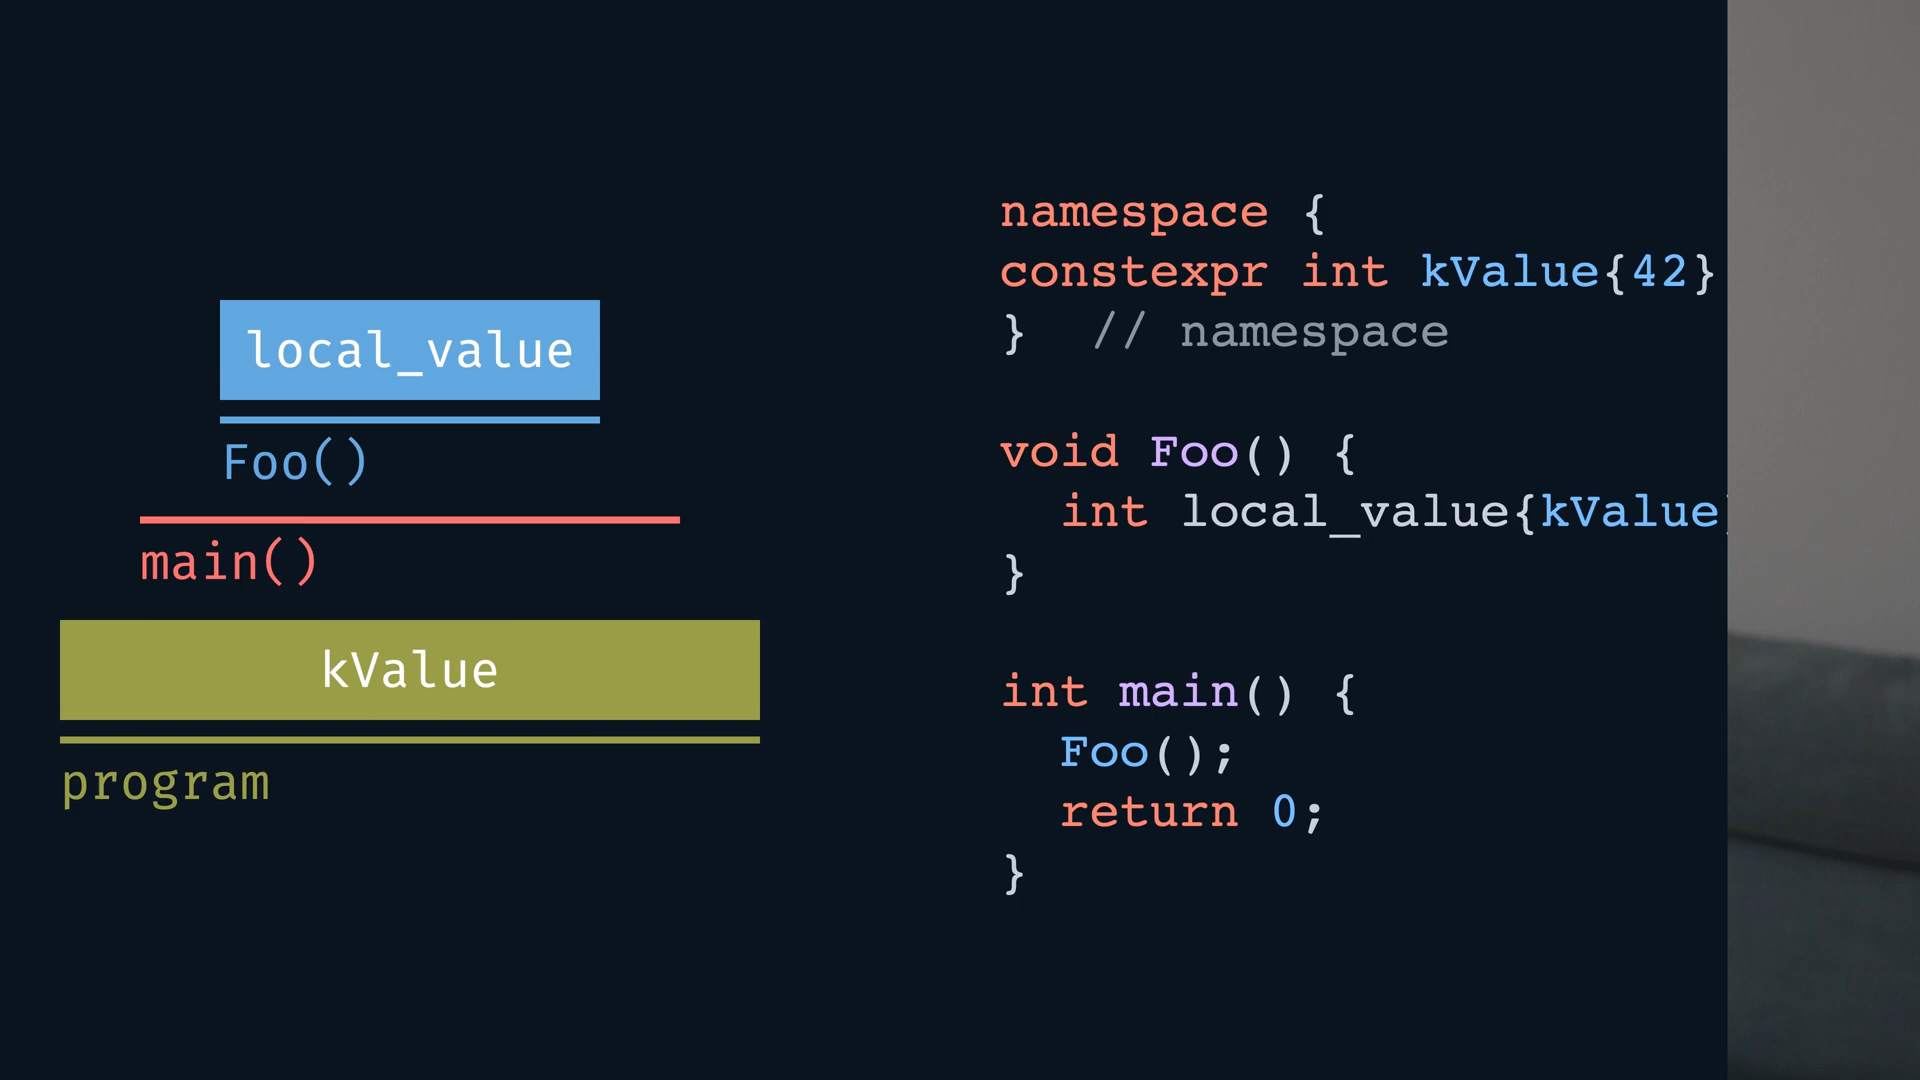 local_value
Foo()
main()
kValue
program
namespace {
constexpr int kValue{42}
}  // namespace
void Foo() {
  int local_value{kValue
}
int main() {
  Foo();
  return 0;
}